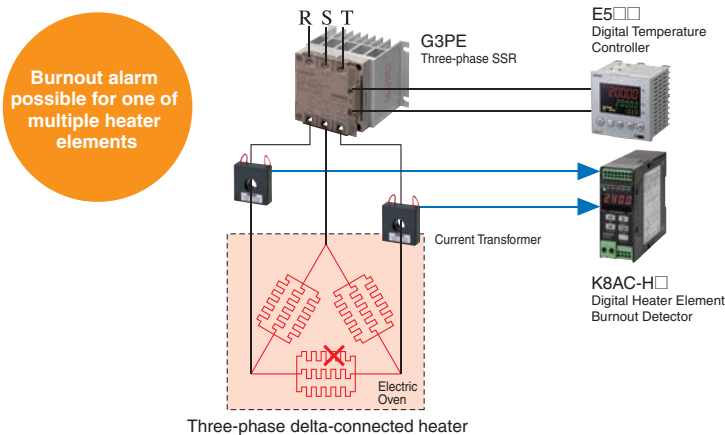 R S T
E5□□
Digital Temperature
Controller
G3PE
Three-phase SSR
Burnout alarm
possible for one of
multiple heater
elements
Current Transformer
K8AC-H□
Digital Heater Element
Burnout Detector
Electric
Oven
Three-phase delta-connected heater